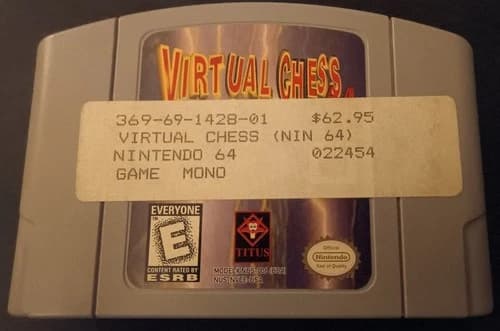 VIRTUAL CHESS
369-69-1428-01 $62.95
VIRTUAL CHESS (NIN 64)
NINTENDO 64 022454
GAME MONO
EVERYONE
E
CONTENT RATED BY
ESRB
TITUS
Official
Nintendo
Seal of Quality